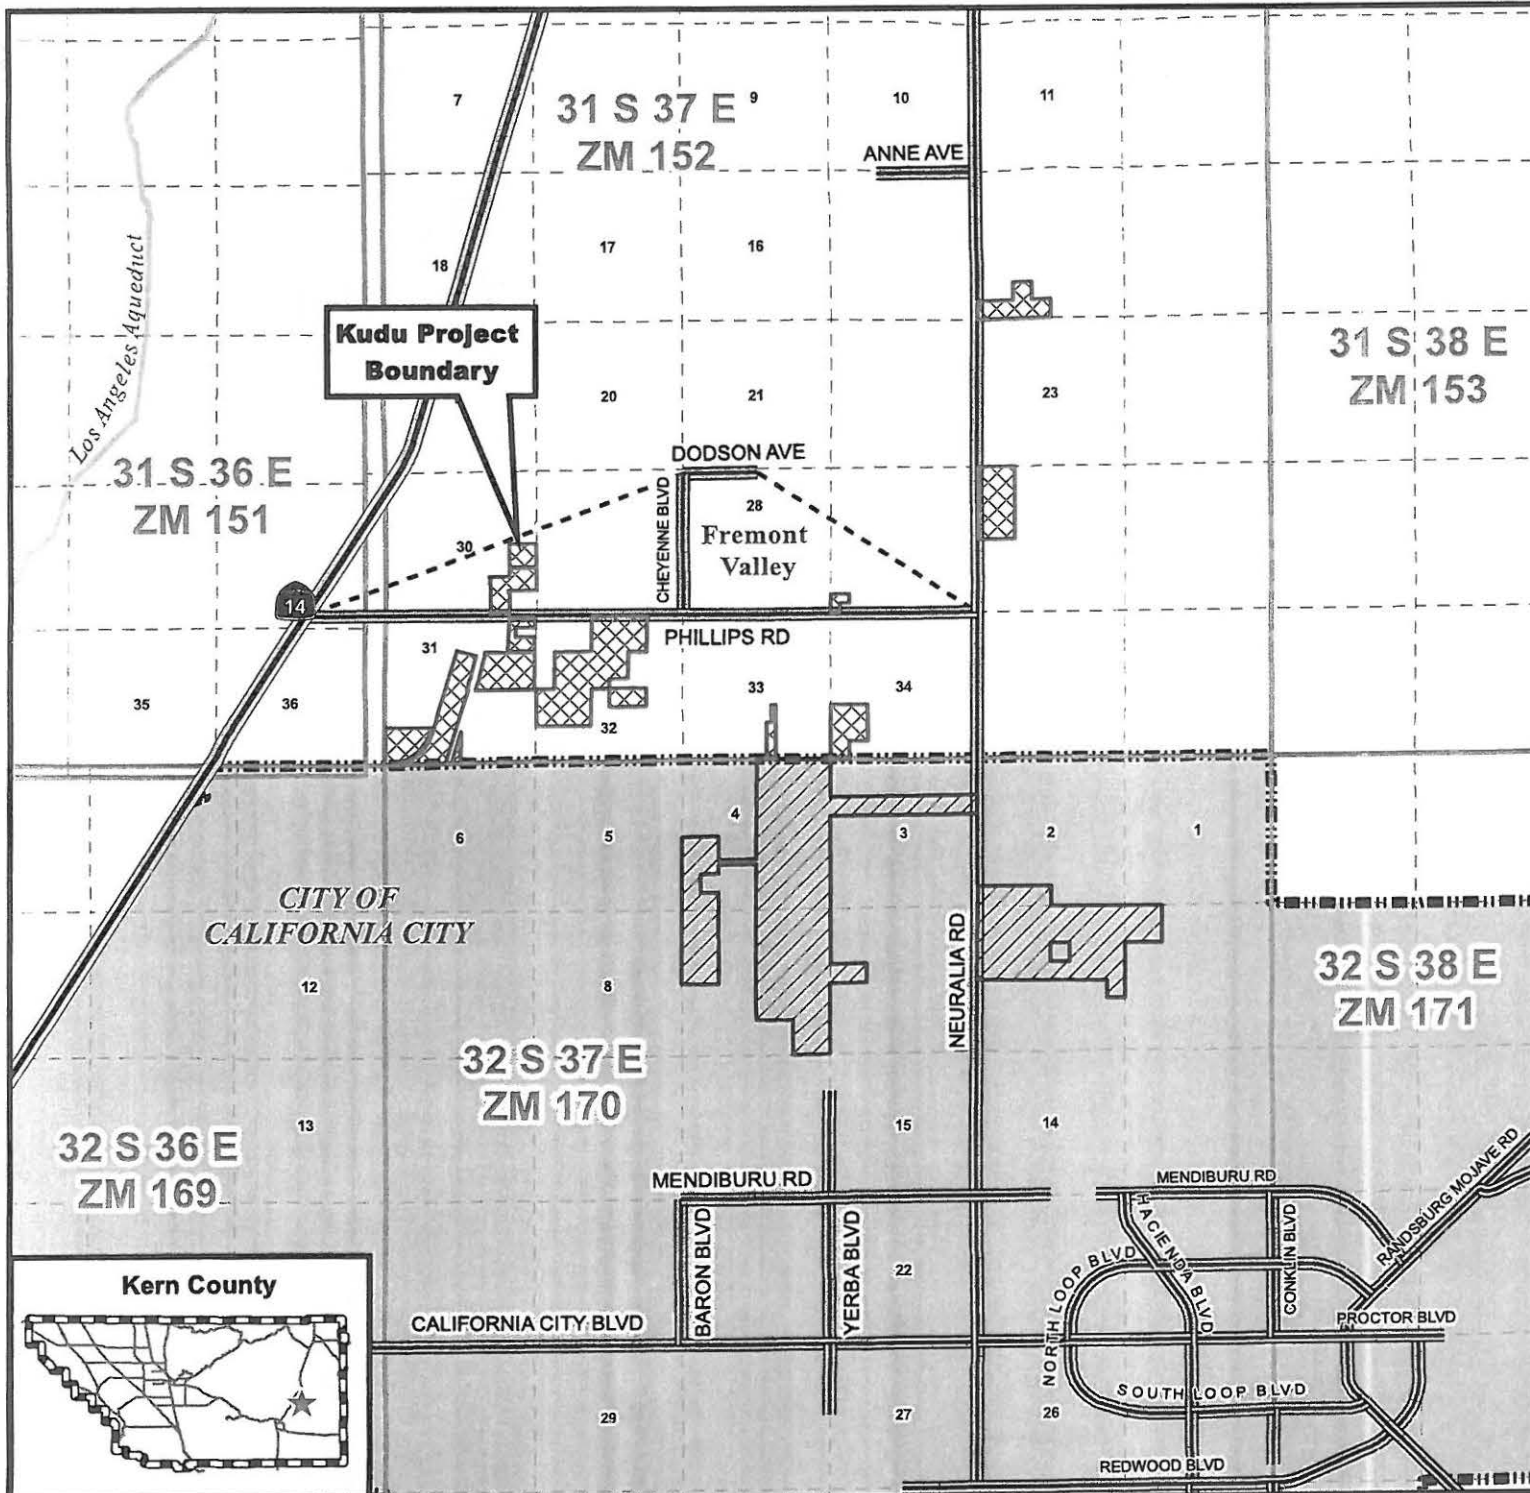 7
31 S 37 E
ZM 152
9
10
11
ANNE AVE
Los Angeles Aqueduct
18
17
16
Kudu Project
Boundary
31 S 38 E
ZM 153
20
21
23
31 S 36 E
ZM 151
DODSON AVE
CHEYENNE BLVD
28
Fremont
Valley
30
14
PHILLIPS RD
31
35
36
32
33
34
6
5
4
3
2
1
CITY OF
CALIFORNIA CITY
NEURALIA RD
32 S 38 E
ZM 171
12
8
32 S 37 E
ZM 170
13
15
14
32 S 36 E
ZM 169
MENDIBURU RD
MENDIBURU RD
RANDSBURG MOJAVE RD
BARON BLVD
YERBA BLVD
22
NORTH LOOP BLVD
HACIENDA BLVD
CONKLIN BLVD
Kern County
CALIFORNIA CITY BLVD
PROCTOR BLVD
SOUTH LOOP BLVD
29
27
26
REDWOOD BLVD